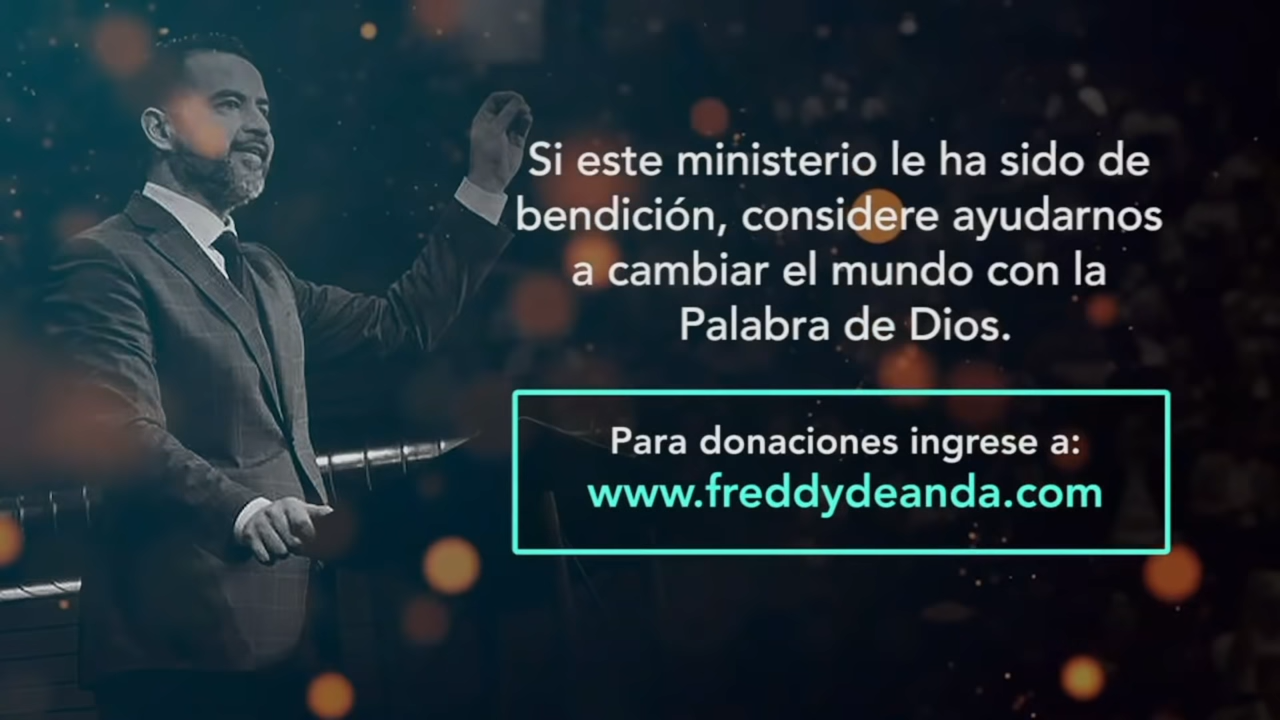 Si este ministerio le ha sido de
bendición, considere ayudarnos
a cambiar el mundo con la
Palabra de Dios.
Para donaciones ingrese a:
www.freddydeanda.com